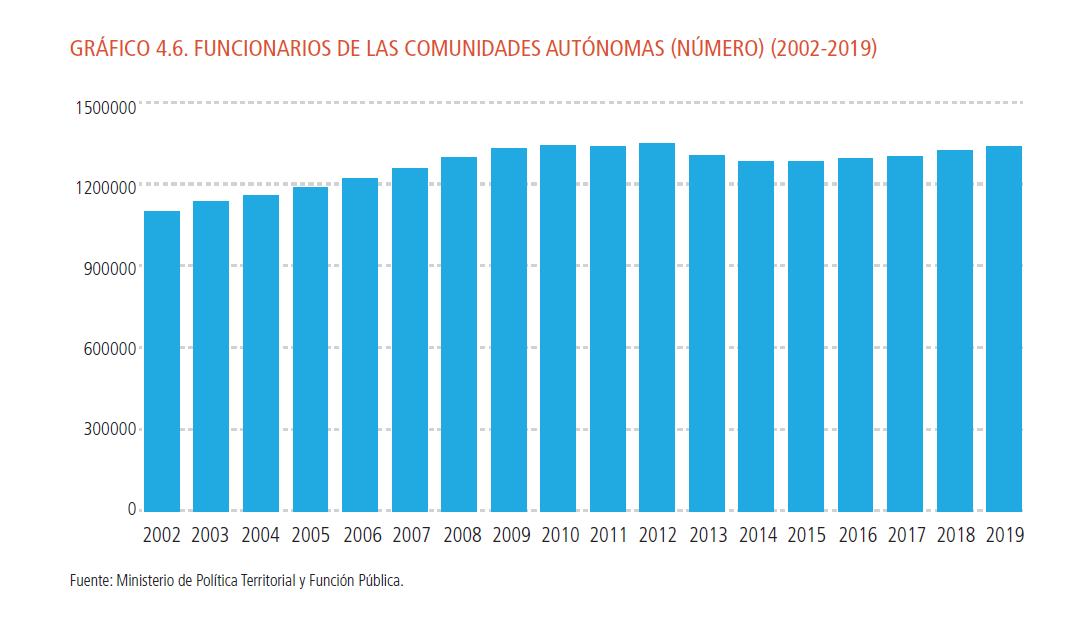 GRÁFICO 4.6. FUNCIONARIOS DE LAS COMUNIDADES AUTÓNOMAS (NÚMERO) (2002-2019)
1500000
1200000
900000
600000
300000
0
2002 2003 2004 2005 2006 2007 2008 2009 2010 2011 2012 2013 2014 2015 2016 2017 2018 2019
Fuente: Ministerio de Política Territorial y Función Pública.